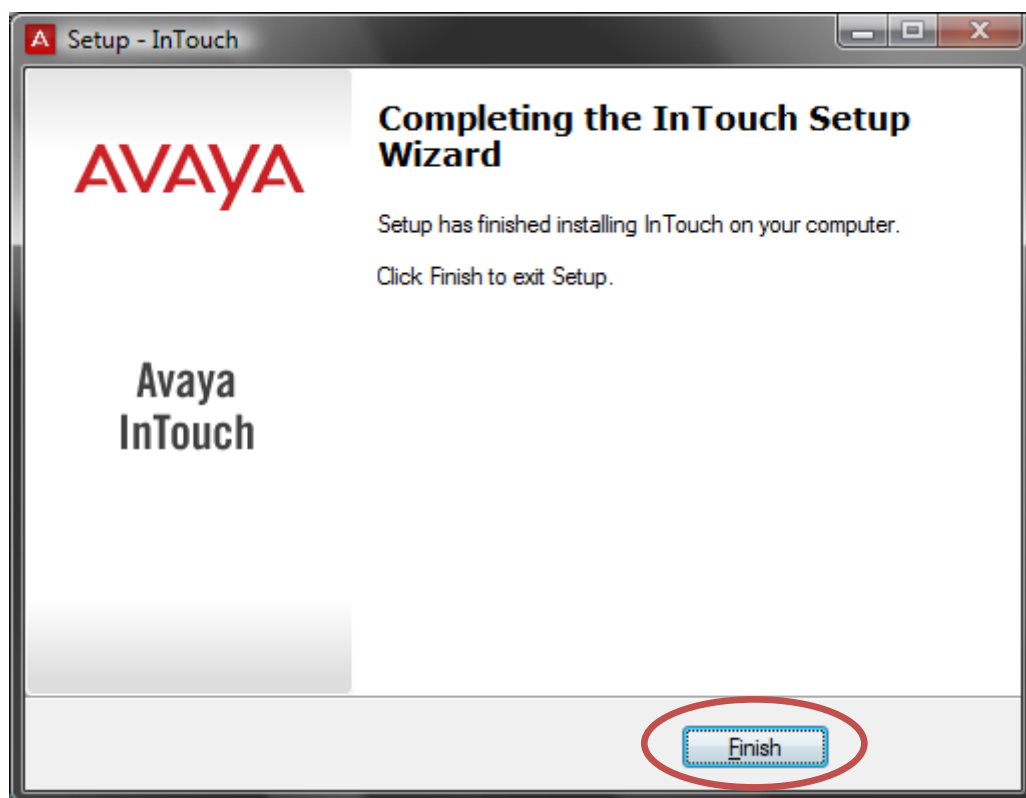 Setup - InTouch
AVAYA
Avaya
InTouch
Completing the InTouch Setup
Wizard
Setup has finished installing InTouch on your computer.
Click Finish to exit Setup.
Finish